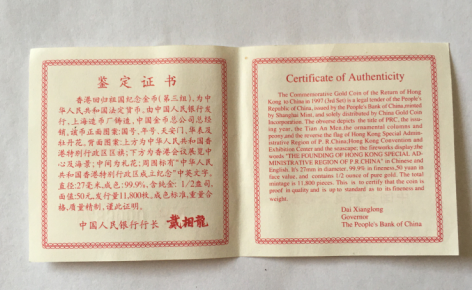 鉴定证书
香港回归祖国纪念金币(第三组),为中
华人民共和国法定货币,由中国人民银行发
行,上海造币厂铸造,中国金币总公司总经
销。该币正面图案:国号、年号、天安门、华表及
牡丹花,背面图案:上方为中华人民共和国香
港特别行政区区旗;下方为香港会议展览中
心及海景;中间为礼花;周围标有“中华人民
共和国香港特别行政区成立纪念”中英文字。
直径:27毫米,成色:99.9%,含纯金:1/2盎司,
面值:50元,发行量11,800枚,成色标准,重量合
格,质量精制,谨此证明。
中国人民银行行长 戴相龍
Certificate of Authenticity
The Commemorative Gold Coin of the Return of Hong
Kong to China in 1997 (3rd Set) is a legal tender of the People's
Republic of China, issued by the People's Bank of China, coined
by Shanghai Mint, and solely distributed by China Gold Coin
Incorporation. The obverse depicts the title of PRC, the issu-
ing year, the Tian An Men, the ornamental columns and
peony and the reverse the flag of Hong Kong Special Admin-
istrative Region of P. R. China; Hong Kong Convention and
Exhibition Center and the seascape; the fireworks display the
words "THE FOUNDING OF HONG KONG SPECIAL AD-
MINISTRATIVE REGION OF P R CHINA" in Chinese and
English. It's 27mm in diameter, 99.9% in fineness, 50 yuan in
face value, and contains 1/2 ounce of pure gold. The total
mintage is 11,800 pieces. This is to certify that the coin is
proof in quality and is up to standard as to its fineness and
weight.
Dai Xianglong
Governor
The People's Bank of China